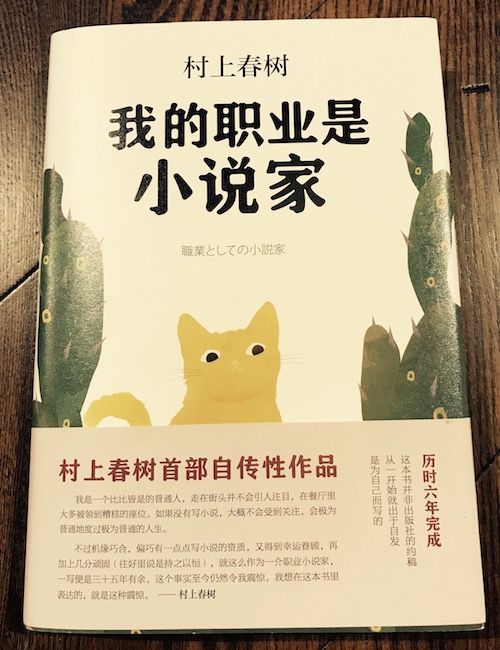 村上春树
我的职业是
小说家
職業としての小説家
村上春树首部自传性作品
我是一个比比皆是的普通人，走在街头并不会引人注目，在餐厅里
大多被领到糟糕的座位。如果没有写小说，大概不会受到关注，会极为
普通地度过极为普通的人生。
不过机缘巧合，偏巧有一点点写小说的资质，又得到幸运眷顾，再
加上几分顽固（往好里说是持之以恒），就这么作为一介职业小说家，
一写便是三十五年有余。这个事实至今仍然令我震惊。我想在这本书里
表达的，就是这种震惊。 —— 村上春树
历时六年完成
这本书并非出版社的约稿
从一开始就出于自发
是为自己而写的